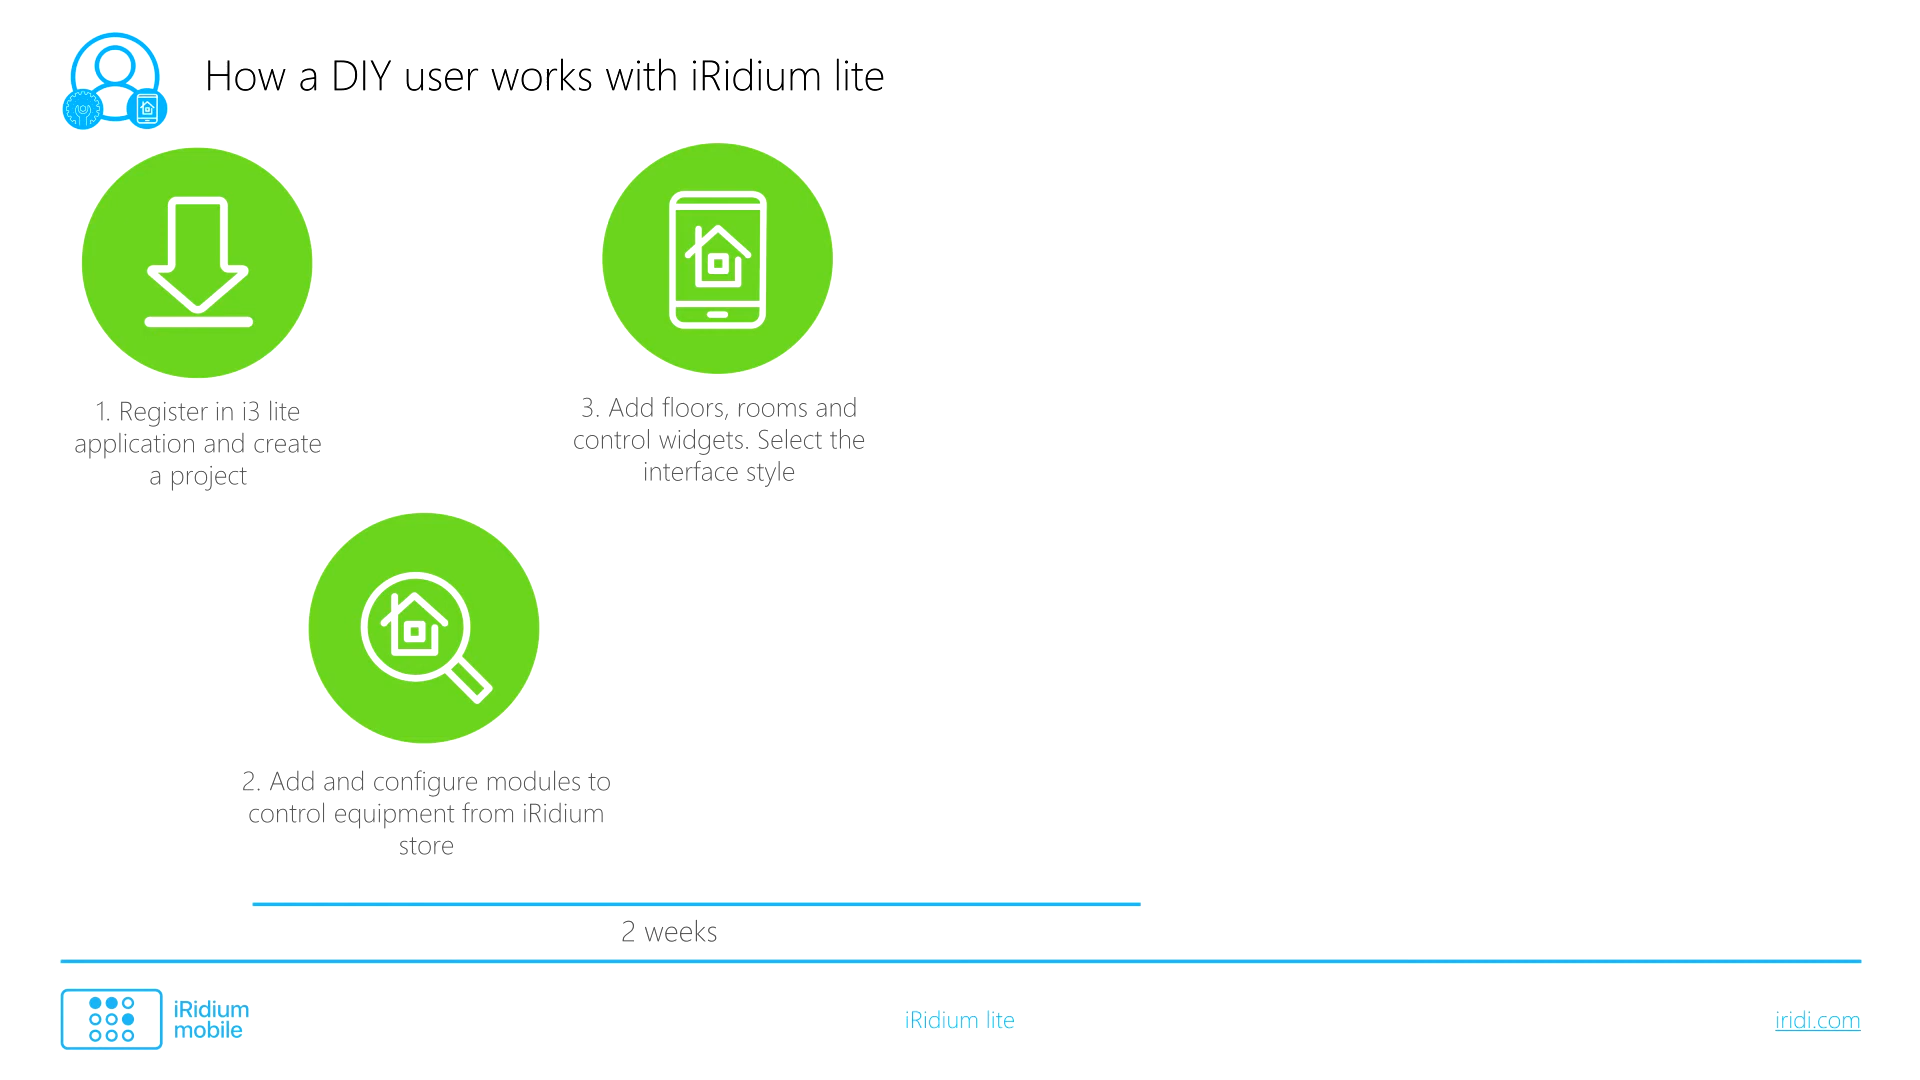 How a DIY user works with iRidium lite
1. Register in i3 lite
application and create
a project
3. Add floors, rooms and
control widgets. Select the
interface style
2. Add and configure modules to
control equipment from iRidium
store
2 weeks
iRidium
mobile
iRidium lite
iridi.com